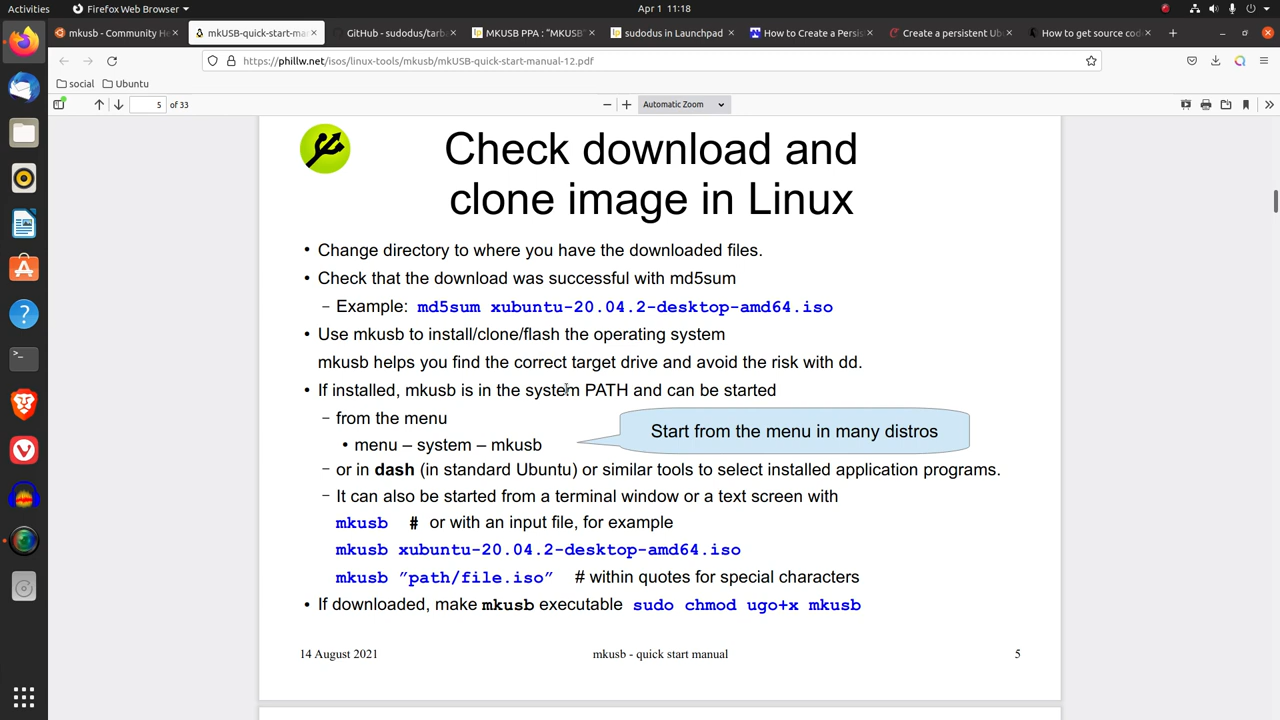 Activities
Firefox Web Browser
Apr 1 11:18
mkusb - Community He
mkUSB-quick-start-man
GitHub - sudodus/tarba
MKUSB PPA : "MKUSB"
sudodus in Launchpad
How to Create a Persis
Create a persistent Ubu
How to get source cod
https://phillw.net/isos/linux-tools/mkusb/mkUSB-quick-start-manual-12.pdf
social
Ubuntu
5 of 33
Automatic Zoom
Check download and
clone image in Linux
• Change directory to where you have the downloaded files.
• Check that the download was successful with md5sum
– Example: md5sum xubuntu-20.04.2-desktop-amd64.iso
• Use mkusb to install/clone/flash the operating system
mkusb helps you find the correct target drive and avoid the risk with dd.
• If installed, mkusb is in the system PATH and can be started
– from the menu
• menu – system – mkusb
Start from the menu in many distros
– or in dash (in standard Ubuntu) or similar tools to select installed application programs.
– It can also be started from a terminal window or a text screen with
mkusb # or with an input file, for example
mkusb xubuntu-20.04.2-desktop-amd64.iso
mkusb ”path/file.iso” # within quotes for special characters
• If downloaded, make mkusb executable sudo chmod ugo+x mkusb
14 August 2021
mkusb - quick start manual
5